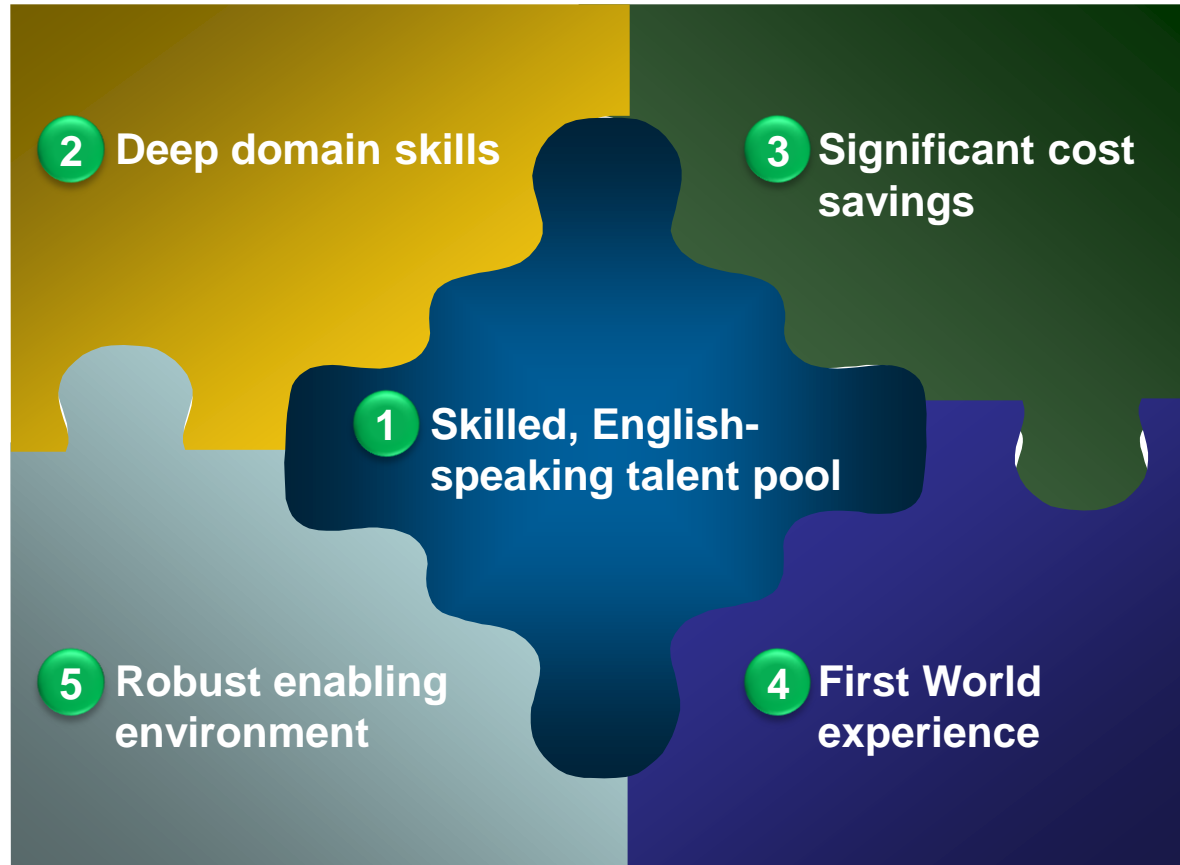 2 Deep domain skills
3 Significant cost
savings
1 Skilled, English-
speaking talent pool
5 Robust enabling
environment
4 First World
experience